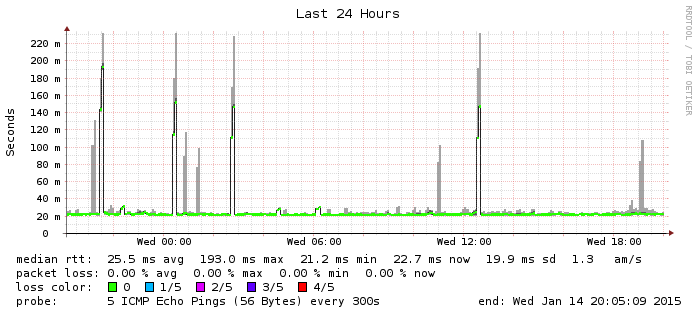 Last 24 Hours
RRDTOOL / TOBI OETIKER
Seconds
220 m
200 m
180 m
160 m
140 m
120 m
100 m
80 m
60 m
40 m
20 m
0
Wed 00:00 Wed 06:00 Wed 12:00 Wed 18:00
median rtt: 25.5 ms avg 193.0 ms max 21.2 ms min 22.7 ms now 19.9 ms sd 1.3 am/s
packet loss: 0.00 % avg 0.00 % max 0.00 % min 0.00 % now
loss color: 0 1/5 2/5 3/5 4/5
probe: 5 ICMP Echo Pings (56 Bytes) every 300s end: Wed Jan 14 20:05:09 2015